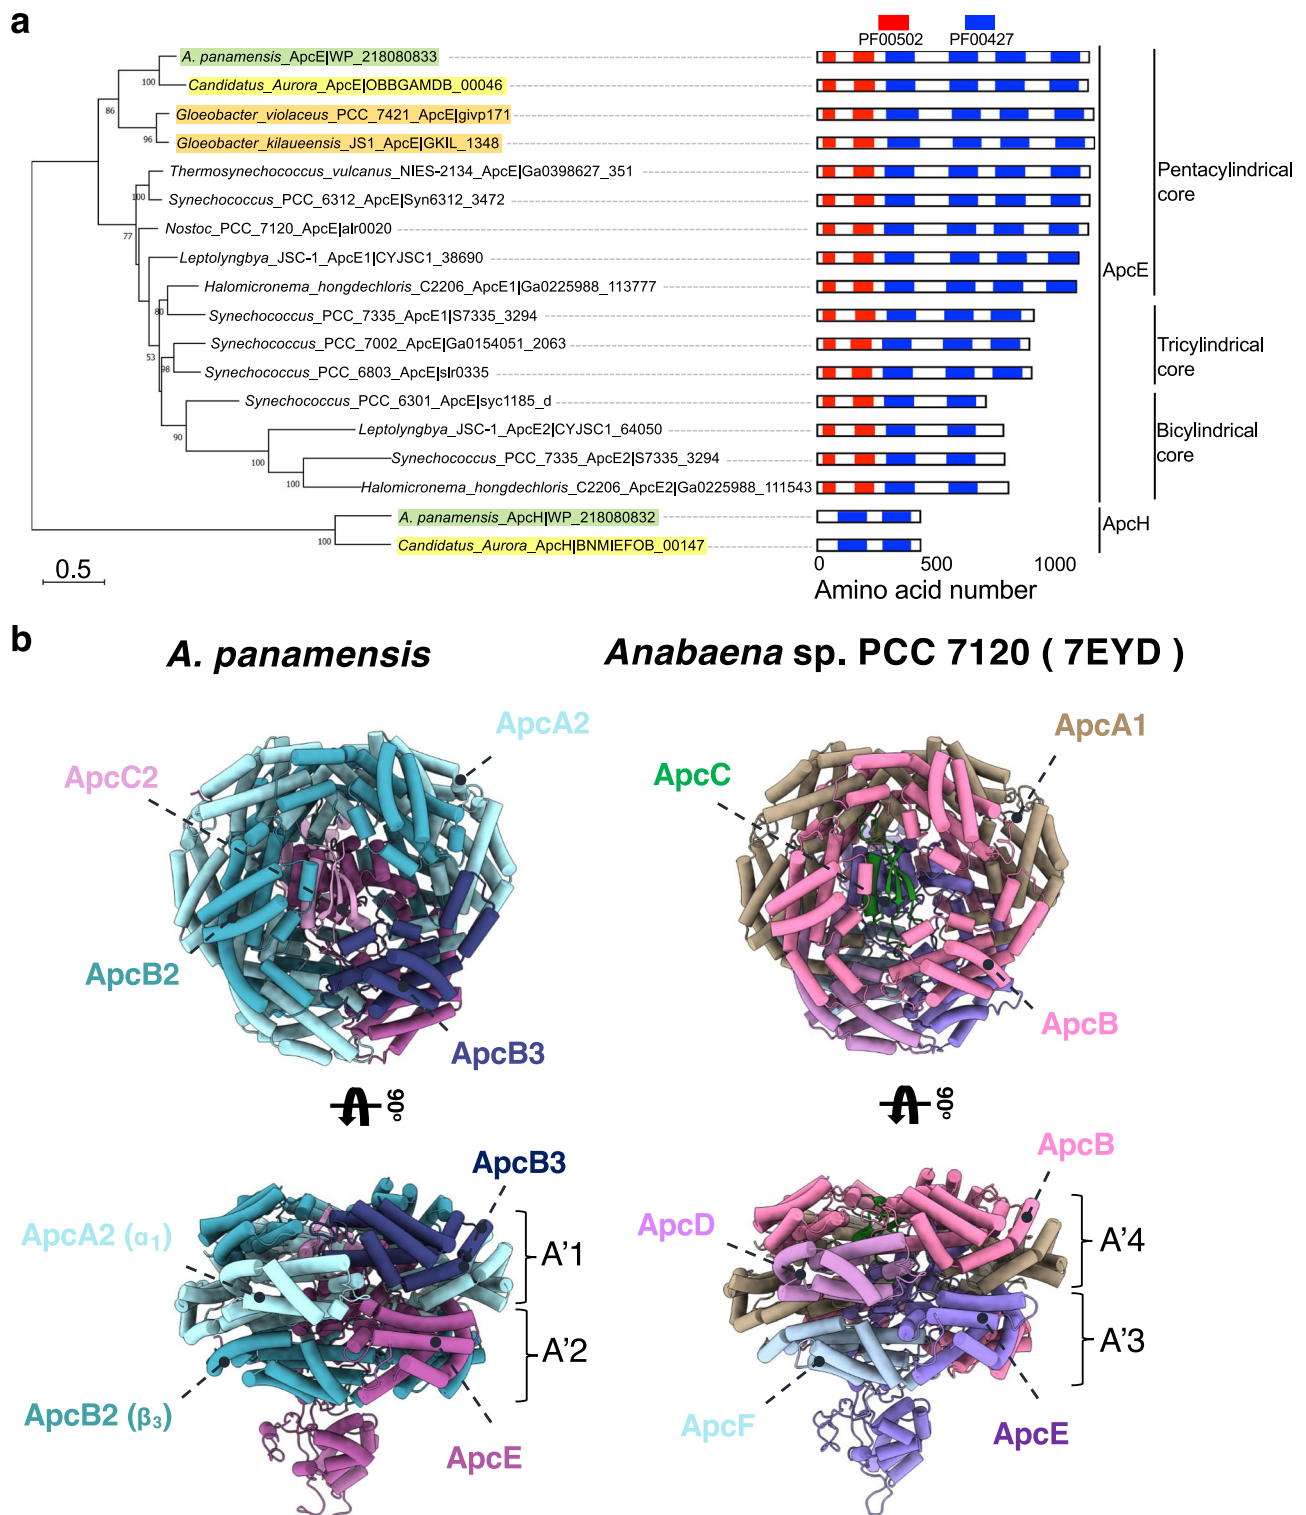 a
PF00502 PF00427
A. panamensis_ApcE|WP_218080833
Candidatus_Aurora_ApcE|OBBGAMDB_00046
Gloeobacter_violaceus_PCC_7421_ApcE|givp171
Gloeobacter_kilaueensis_JS1_ApcE|GKIL_1348
Thermosynechococcus_vulcanus_NIES-2134_ApcE|Ga0398627_351
Synechococcus_PCC_6312_ApcE|Syn6312_3472
Nostoc_PCC_7120_ApcE|alr0020
Leptolyngbya_JSC-1_ApcE1|CYJSC1_38690
Halomicronema_hongdechloris_C2206_ApcE1|Ga0225988_113777
Synechococcus_PCC_7335_ApcE1|S7335_3294
Synechococcus_PCC_7002_ApcE|Ga0154051_2063
Synechococcus_PCC_6803_ApcE|slr0335
Synechococcus_PCC_6301_ApcE|syc1185_d
Leptolyngbya_JSC-1_ApcE2|CYJSC1_64050
Synechococcus_PCC_7335_ApcE2|S7335_3294
Halomicronema_hongdechloris_C2206_ApcE2|Ga0225988_111543
A. panamensis_ApcH|WP_218080832
Candidatus_Aurora_ApcH|BNMIEFOB_00147
100
86
96
100
77
80
53
98
90
100
100
100
0.5
0 500 1000
Amino acid number
Pentacylindrical
core
ApcE
Tricylindrical
core
Bicylindrical
core
ApcH
b
A. panamensis
Anabaena sp. PCC 7120 ( 7EYD )
ApcA2
ApcC2
ApcB2
ApcB3
ApcA1
ApcC
ApcB
90°
90°
ApcB3
ApcA2 (α1)
A'1
A'2
ApcB2 (β3)
ApcE
ApcB
ApcD
A'4
A'3
ApcF
ApcE